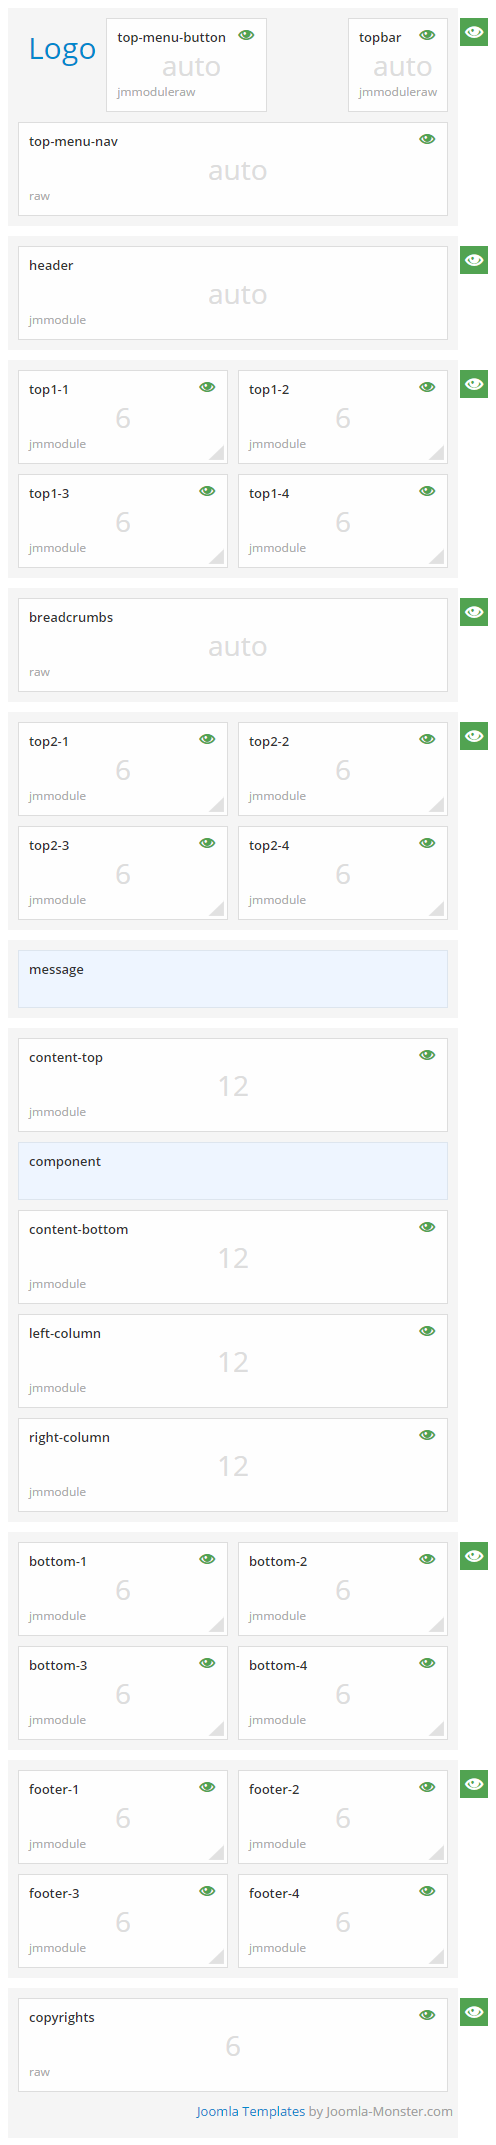 Logo
top-menu-button
auto
jmmoduleraw
topbar
auto
jmmoduleraw
top-menu-nav
auto
raw
header
auto
jmmodule
top1-1
6
jmmodule
top1-2
6
jmmodule
top1-3
6
jmmodule
top1-4
6
jmmodule
breadcrumbs
auto
raw
top2-1
6
jmmodule
top2-2
6
jmmodule
top2-3
6
jmmodule
top2-4
6
jmmodule
message
content-top
12
jmmodule
component
content-bottom
12
jmmodule
left-column
12
jmmodule
right-column
12
jmmodule
bottom-1
6
jmmodule
bottom-2
6
jmmodule
bottom-3
6
jmmodule
bottom-4
6
jmmodule
footer-1
6
jmmodule
footer-2
6
jmmodule
footer-3
6
jmmodule
footer-4
6
jmmodule
copyrights
6
raw
Joomla Templates by Joomla-Monster.com